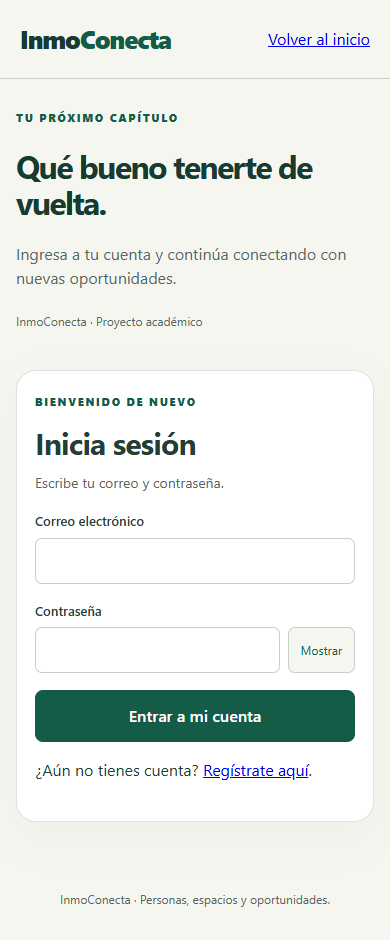 InmoConecta
Volver al inicio
TU PRÓXIMO CAPÍTULO
Qué bueno tenerte de
vuelta.
Ingresa a tu cuenta y continúa conectando con
nuevas oportunidades.
InmoConecta · Proyecto académico
BIENVENIDO DE NUEVO
Inicia sesión
Escribe tu correo y contraseña.
Correo electrónico
Contraseña
Mostrar
Entrar a mi cuenta
¿Aún no tienes cuenta? Regístrate aquí.
InmoConecta · Personas, espacios y oportunidades.